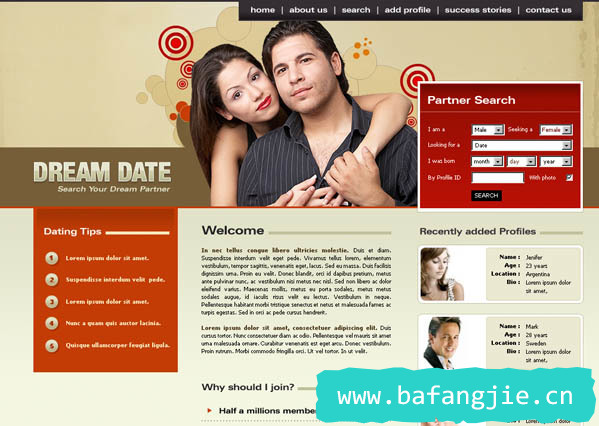 home | about us | search | add profile | success stories | contact us
DREAM DATE
Search Your Dream Partner
Partner Search
I am a Male Seeking a Female
Looking for a Date
I was born month day year
By Profile ID With photo
SEARCH
Dating Tips
1 Lorem ipsum dolor sit amet.
2 Suspendisse interdum velit pede.
3 Lorem ipsum dolor sit amet.
4 Nunc a quam quis auctor lacinia.
5 Quisque ullamcorper feugiat ligula.
Welcome
In nec tellus congue libero ultricies molestie. Duis et diam.
Suspendisse interdum velit eget pede. Vivamus tellus lorem, elementum
vestibulum, tempor sagittis, venenatis eget, lacus. Sed eu massa. Duis facilisis
dignissim urna. Proin eu velit. Donec blandit, orci id dapibus pretium, metus
ante pulvinar nunc, ac vestibulum nisi metus nec nisl. Sed non libero ac dolor
eleifend varius. Maecenas mollis, metus eu porta sodales, metus metus
sodales augue, id iaculis risus velit eu lectus. Vestibulum in neque.
Pellentesque habitant morbi tristique senectus et netus et malesuada fames ac
turpis egestas. Sed in orci ac pede cursus hendrerit.
Lorem ipsum dolor sit amet, consectetuer adipiscing elit. Duis
cursus tortor. Nunc consectetuer diam ac odio. Pellentesque vel mauris sit amet
urna malesuada ornare. Curabitur venenatis est eget arcu. Donec vestibulum.
Proin rutrum. Morbi commodo fringilla orci. Ut vel tortor. In ut velit.
Why should I join?
Half a millions member
Recently added Profiles
Name : Jenifer
Age : 23 years
Location : Argentina
Bio : Lorem ipsum dolor
sit amet,
Name : Mark
Age : 28 years
Location : Sweden
Bio : Lorem ipsum dolor
sit amet,
www.bafangjie.cn